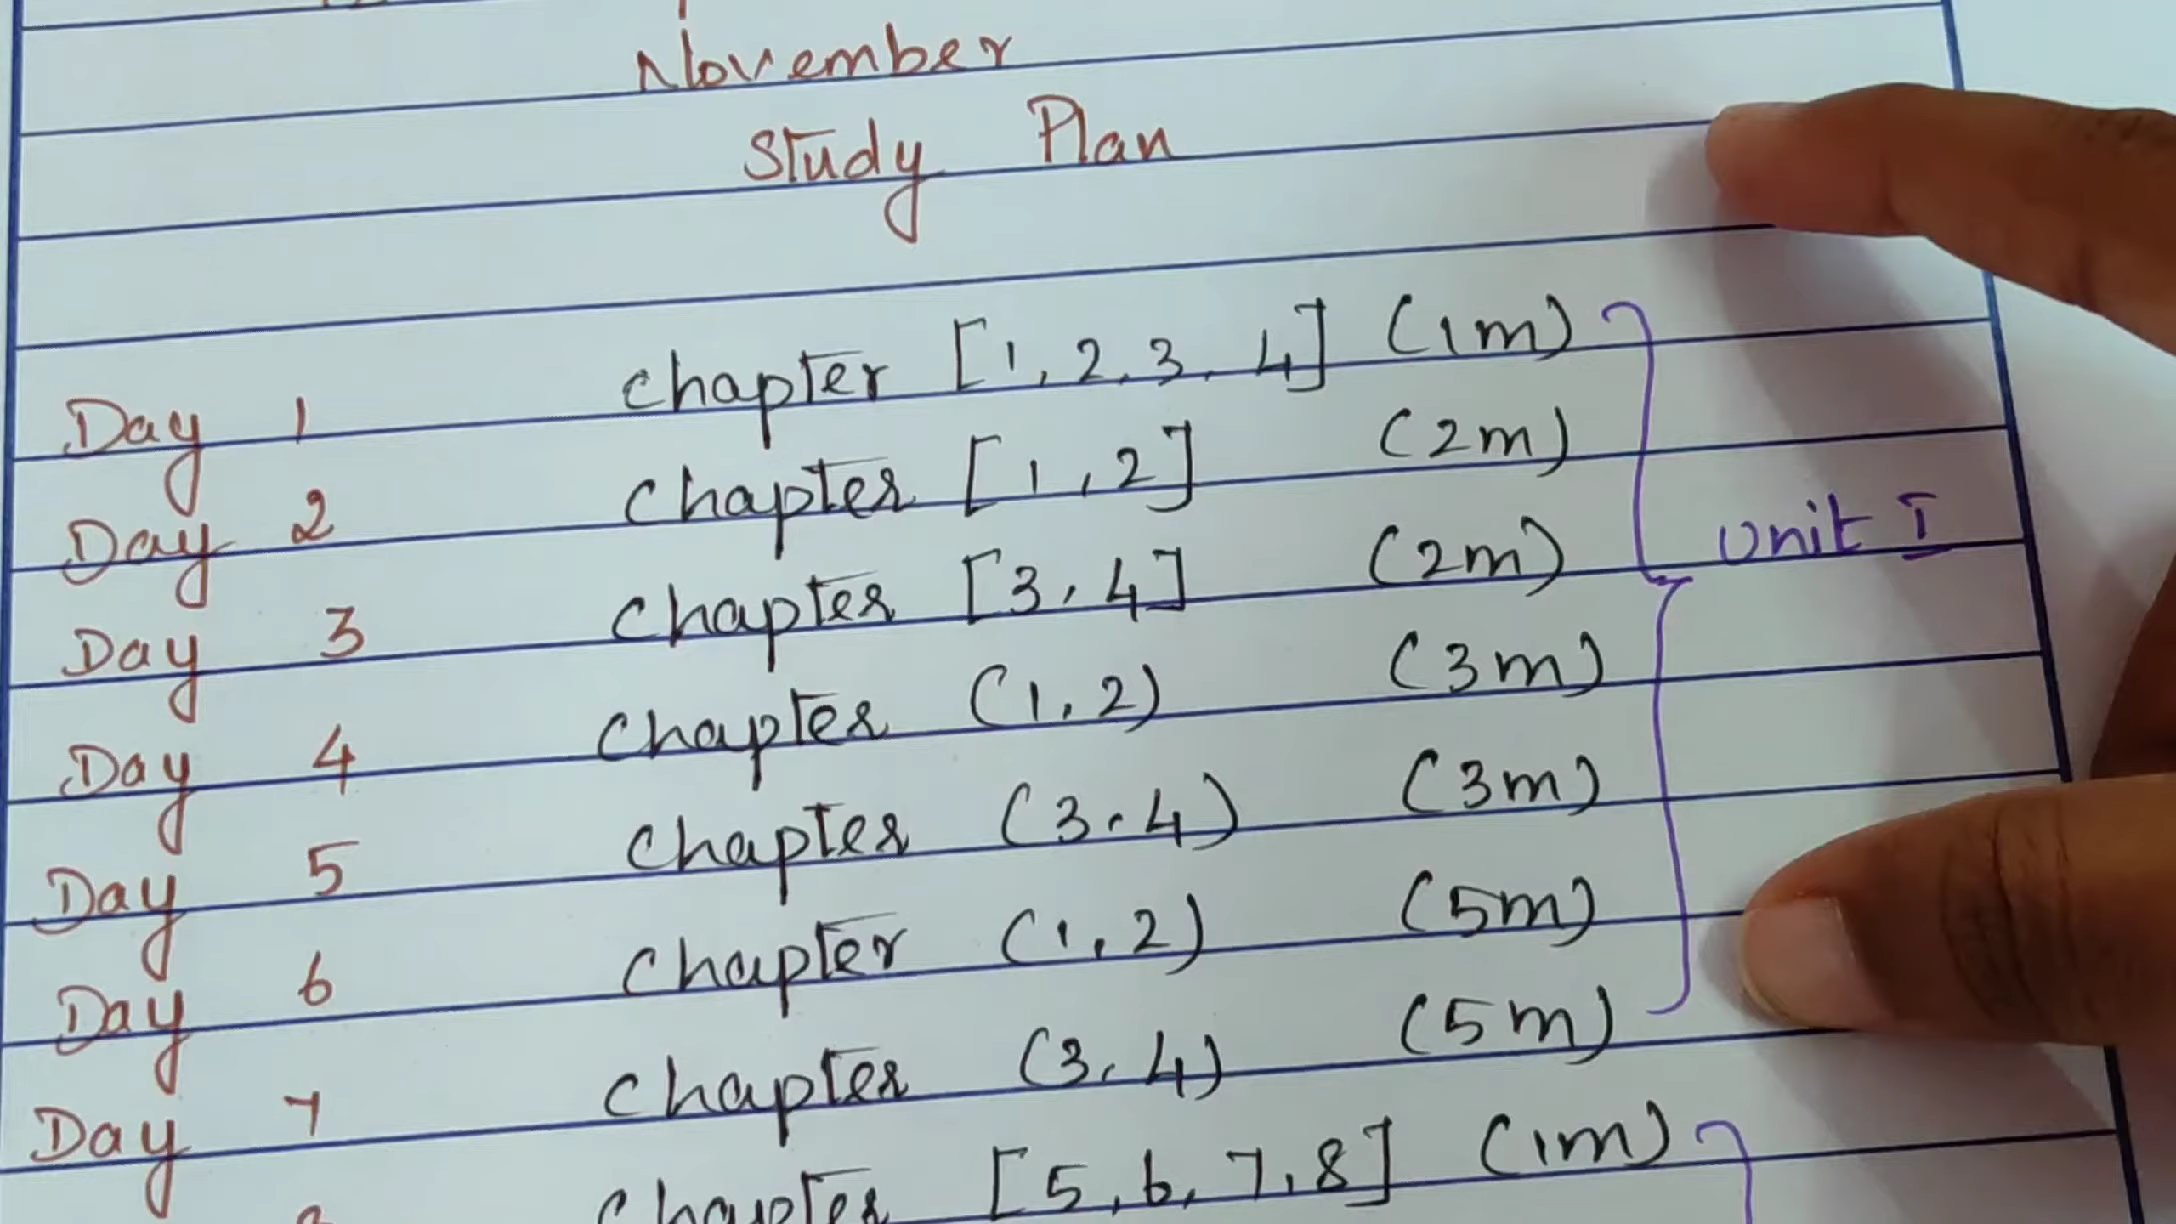 November
Study Plan
Day 1 chapter [1, 2, 3, 4] (1m)
Day 2 chapter [1, 2] (2m)
Day 3 chapter [3, 4] (2m)
Unit I
Day 4 chapter (1, 2) (3m)
Day 5 chapter (3, 4) (3m)
Day 6 chapter (1, 2) (5m)
Day 7 chapter (3, 4) (5m)
chapter [5, 6, 7, 8] (1m)